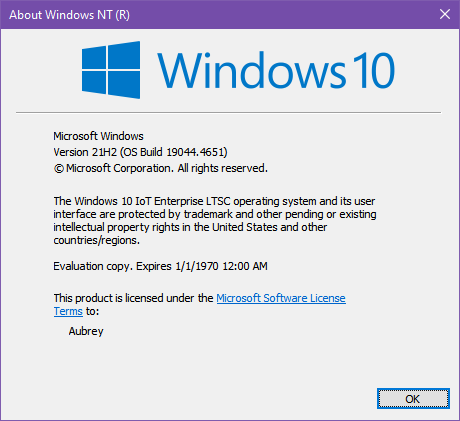 About Windows NT (R)
Windows 10
Microsoft Windows
Version 21H2 (OS Build 19044.4651)
© Microsoft Corporation. All rights reserved.
The Windows 10 IoT Enterprise LTSC operating system and its user
interface are protected by trademark and other pending or existing
intellectual property rights in the United States and other
countries/regions.
Evaluation copy. Expires 1/1/1970 12:00 AM
This product is licensed under the Microsoft Software License
Terms to:
Aubrey
OK